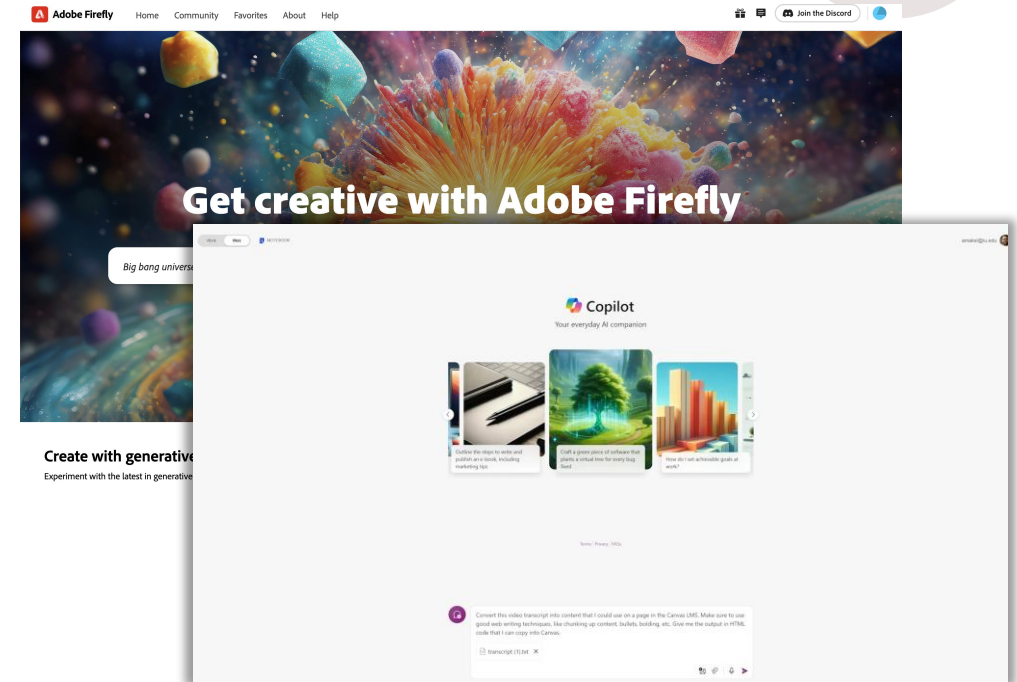 Adobe Firefly
Home
Community
Favorites
About
Help
Join the Discord
Get creative with Adobe Firefly
Big bang universe
Create with generative
Experiment with the latest in generative
Work
Web
NOTEBOOK
Copilot
Your everyday AI companion
Outline the steps to write and
publish an e-book, including
marketing tips
Craft a green piece of software that
plants a virtual tree for every bug
fixed
How do I set achievable goals at
work?
Terms
Privacy
FAQs
Convert this video transcript into content that I could use on a page in the Canvas LMS. Make sure to use
good web writing techniques, like chunking up content, bullets, bolding, etc. Give me the output in HTML
code that I can copy into Canvas.
transcript (1).txt